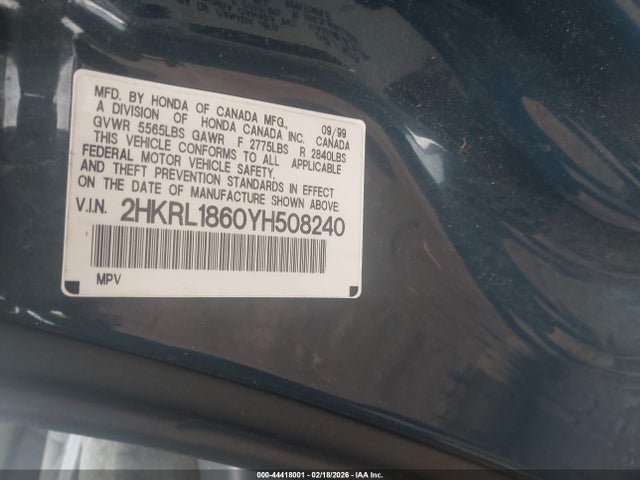 MFD. BY HONDA OF CANADA MFG.
A DIVISION OF HONDA CANADA INC. CANADA 09/99
GVWR 5565LBS GAWR F 2775LBS R 2840LBS
THIS VEHICLE CONFORMS TO ALL APPLICABLE
FEDERAL MOTOR VEHICLE SAFETY,
AND THEFT PREVENTION STANDARDS IN EFFECT
ON THE DATE OF MANUFACTURE SHOWN ABOVE.
V.I.N. 2HKRL1860YH508240
MPV
000-44418001 - 02/18/2026 - IAA Inc.